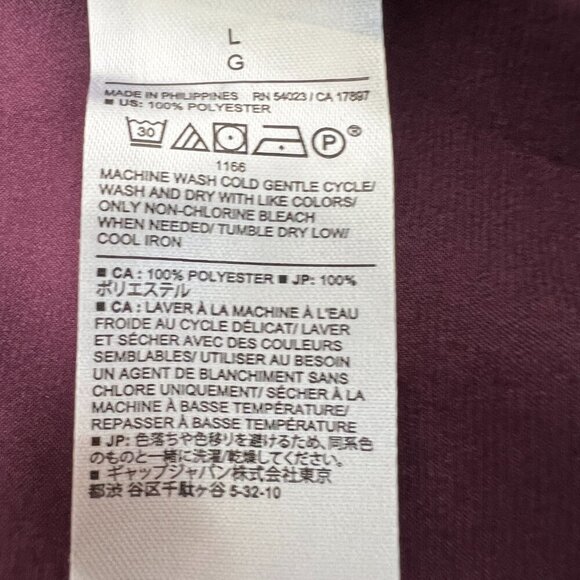 L
G
MADE IN PHILIPPINES RN 54023 / CA 17897
■ US: 100% POLYESTER
30 P®
1166
MACHINE WASH COLD GENTLE CYCLE/
WASH AND DRY WITH LIKE COLORS/
ONLY NON-CHLORINE BLEACH
WHEN NEEDED/ TUMBLE DRY LOW/
COOL IRON
■ CA : 100% POLYESTER ■ JP: 100%
ポリエステル
■ CA : LAVER À LA MACHINE À L'EAU
FROIDE AU CYCLE DÉLICAT/ LAVER
ET SÉCHER AVEC DES COULEURS
SEMBLABLES/ UTILISER AU BESOIN
UN AGENT DE BLANCHIMENT SANS
CHLORE UNIQUEMENT/ SÉCHER À LA
MACHINE À BASSE TEMPÉRATURE/
REPASSER À BASSE TEMPÉRATURE
■ JP: 色落ちや色移りを避けるため、同系色
のものと一緒に洗濯/乾燥してください。
■ ギャップジャパン株式会社東京
都渋 谷区千駄ヶ谷 5-32-10